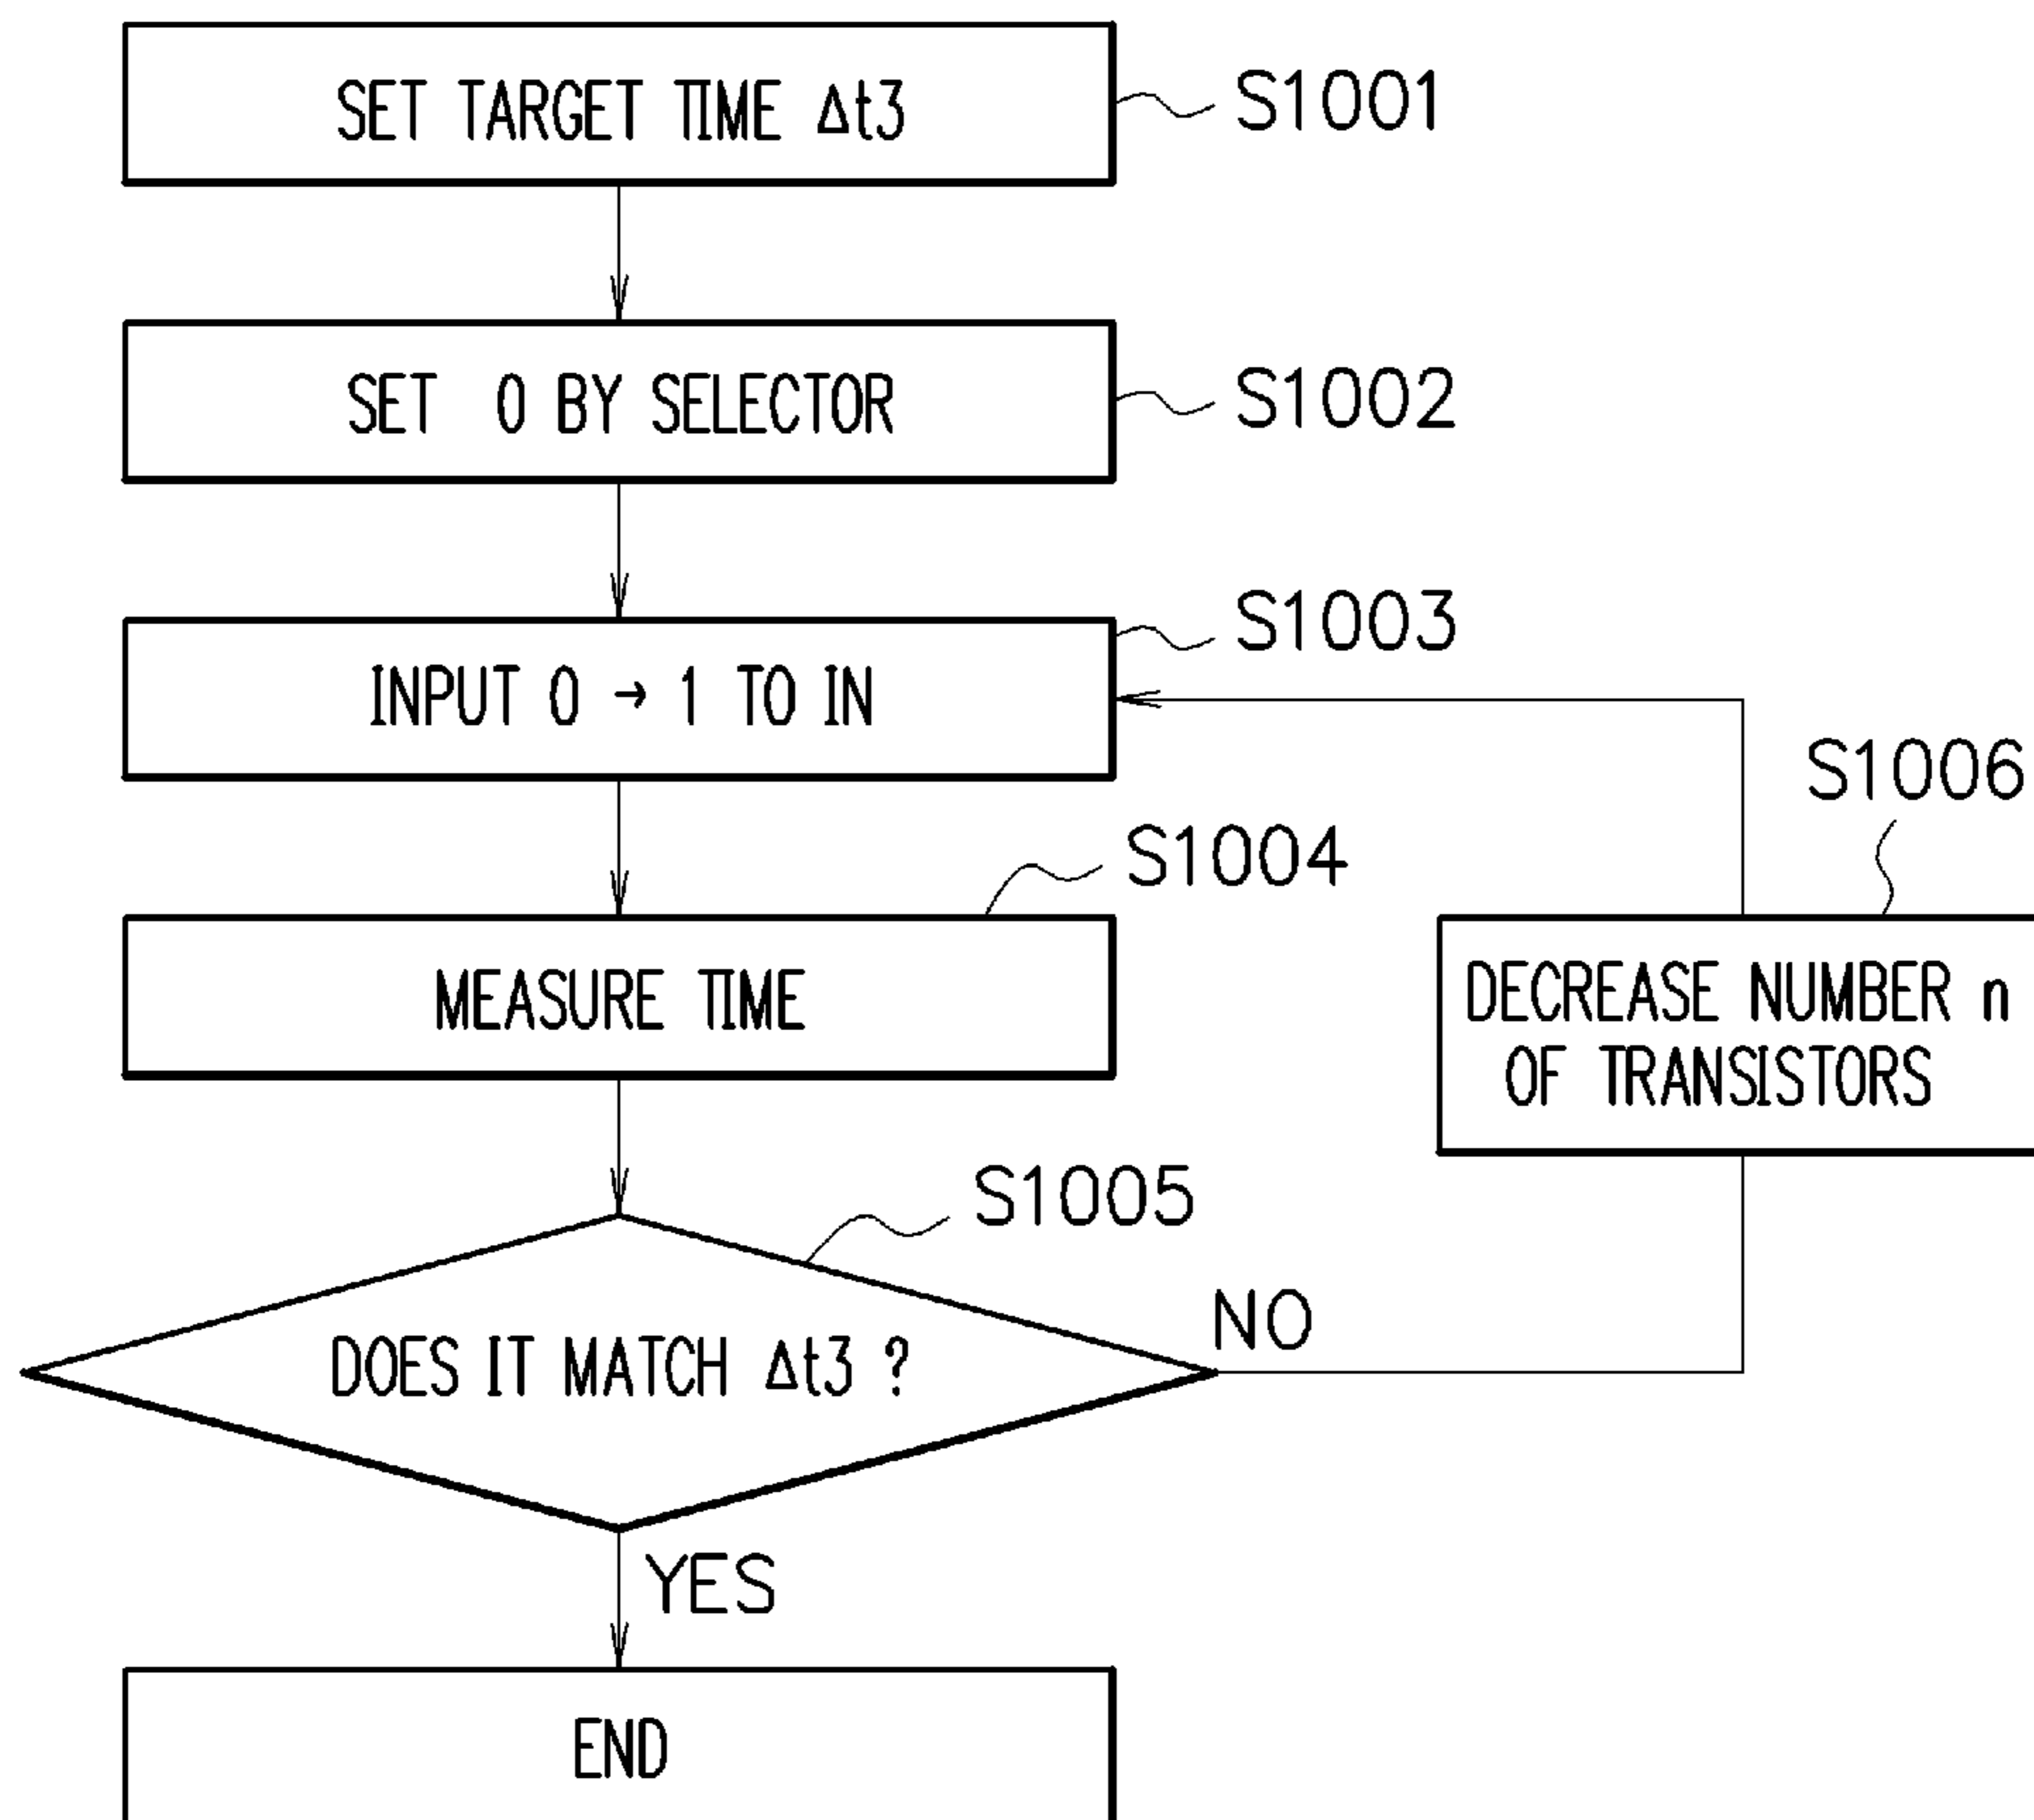 SET TARGET TIME Δt3
S1001
SET 0 BY SELECTOR
S1002
INPUT 0 → 1 TO IN
S1003
MEASURE TIME
S1004
DECREASE NUMBER n
OF TRANSISTORS
S1006
DOES IT MATCH Δt3 ?
S1005
NO
YES
END